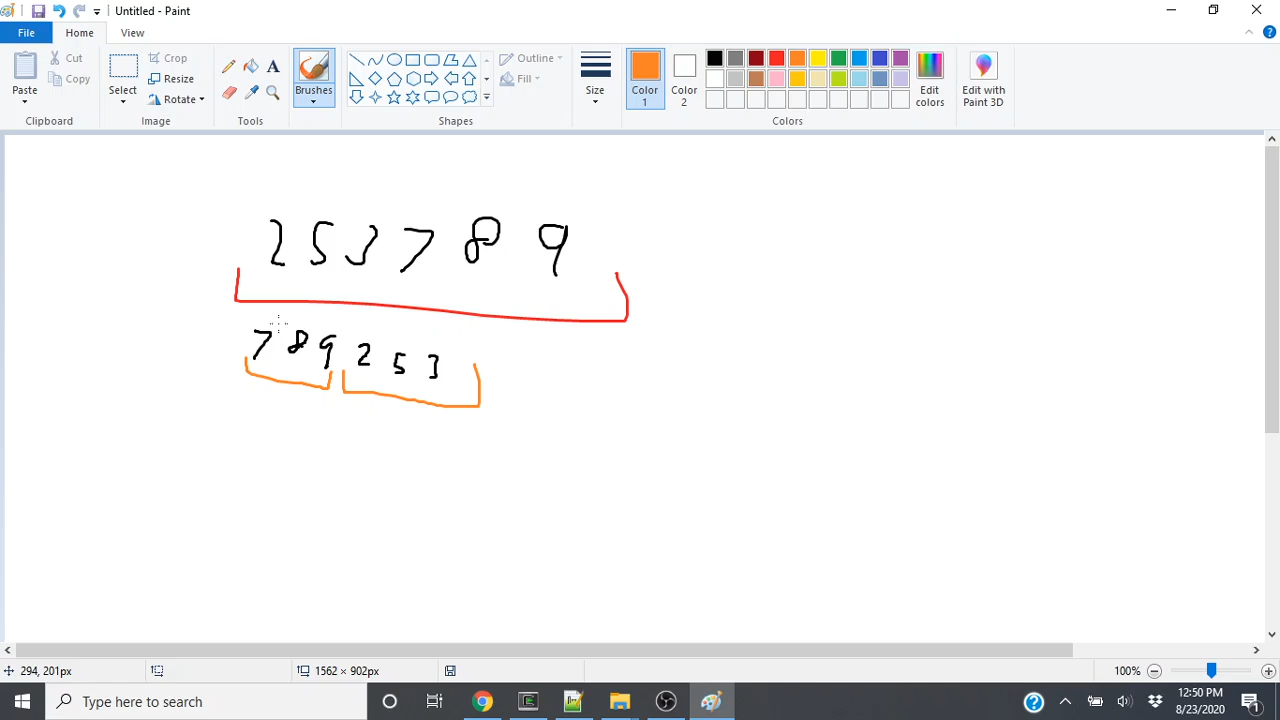 Untitled - Paint
File Home View
Paste
Cut
Copy
Clipboard
Select
Crop
Resize
Rotate
Image
Tools
Brushes
Outline
Fill
Shapes
Size
Color 1
Color 2
Edit colors
Edit with Paint 3D
Colors
2 5 3 7 8 9
7 8 9 2 5 3
294, 201px
1562 × 902px
100%
Type here to search
12:50 PM
8/23/2020
1